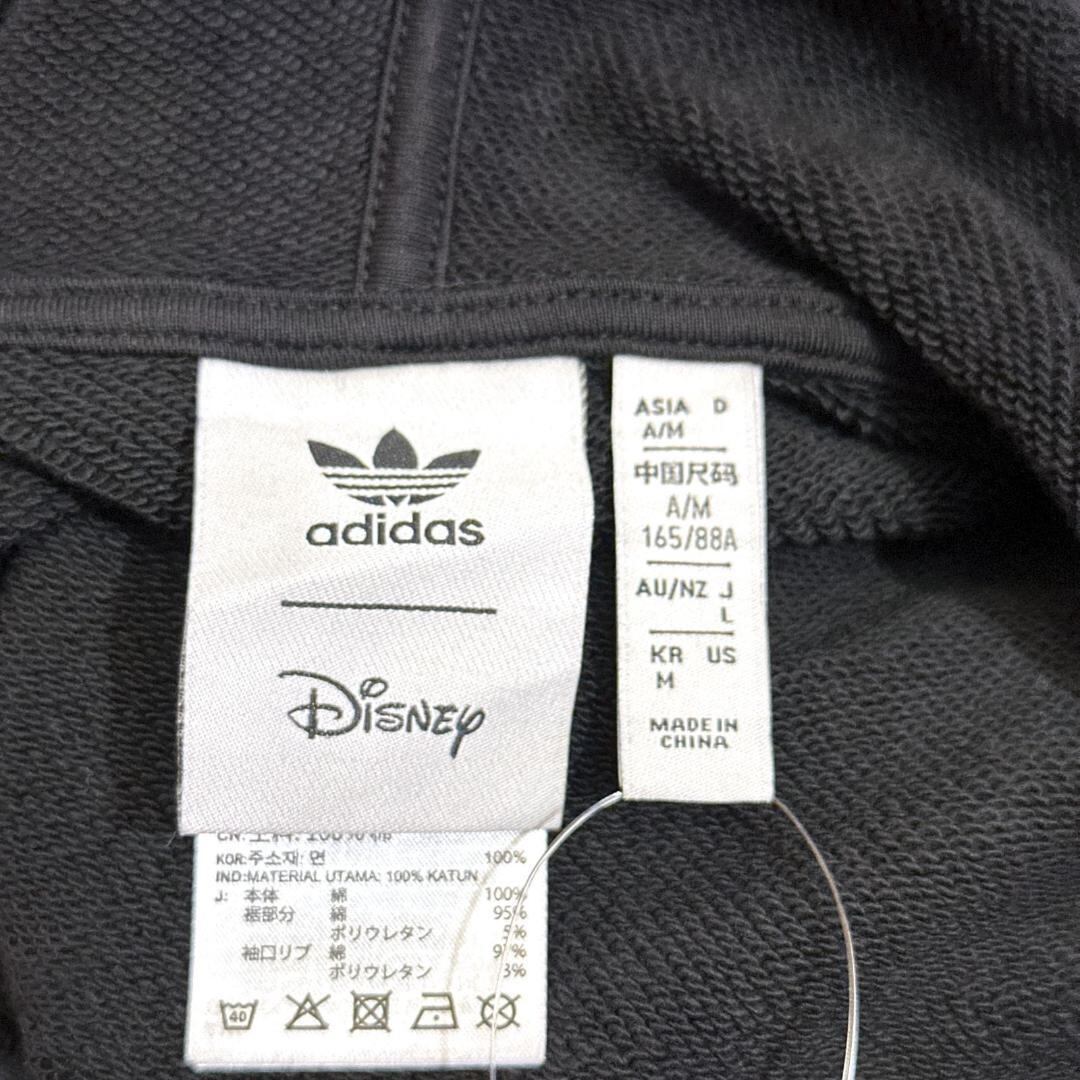 adidas
Disney
ASIA D
A/M
中国尺码
A/M
165/88A
AU/NZ J
L
KR US
M
MADE IN
CHINA
KOR:주소재: 면 100%
IND:MATERIAL UTAMA: 100% KATUN
J: 本体 綿 100%
裾部分 綿 95%
ポリウレタン 5%
袖口リブ 綿
ポリウレタン 3%
40